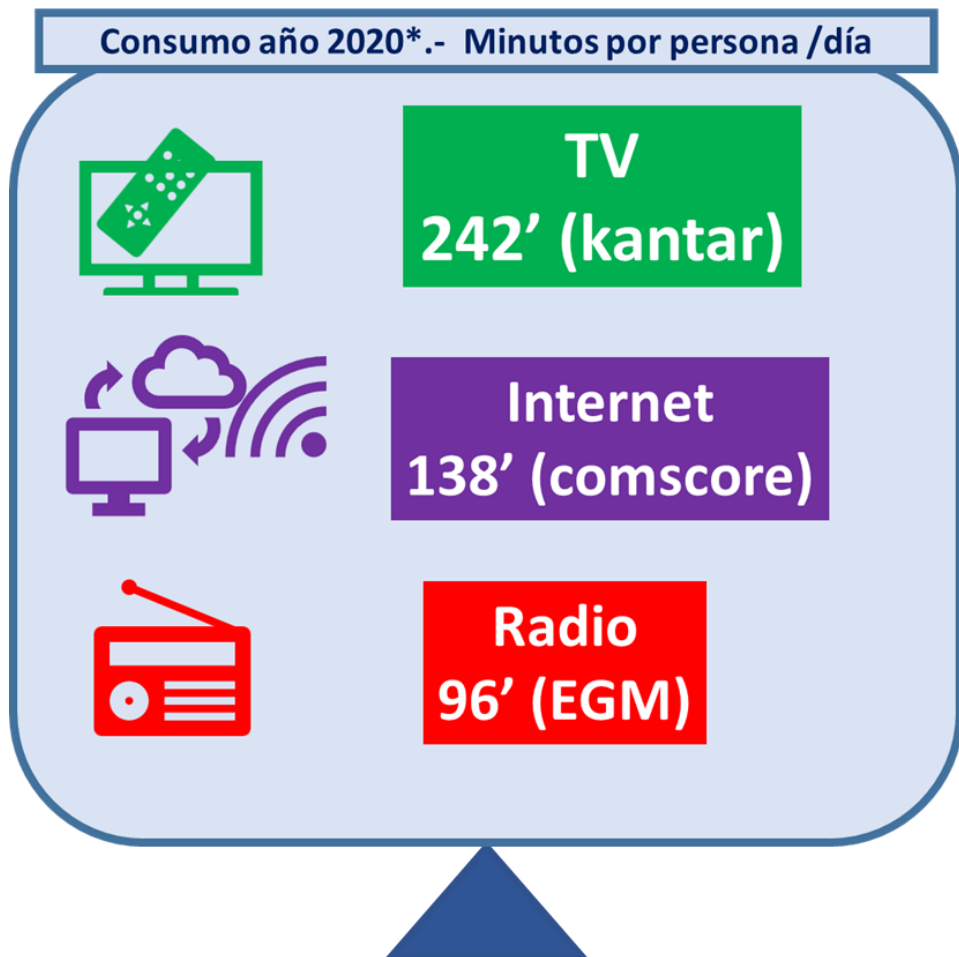 Consumo año 2020*.- Minutos por persona /día
TV
242’ (kantar)
Internet
138’ (comscore)
Radio
96’ (EGM)